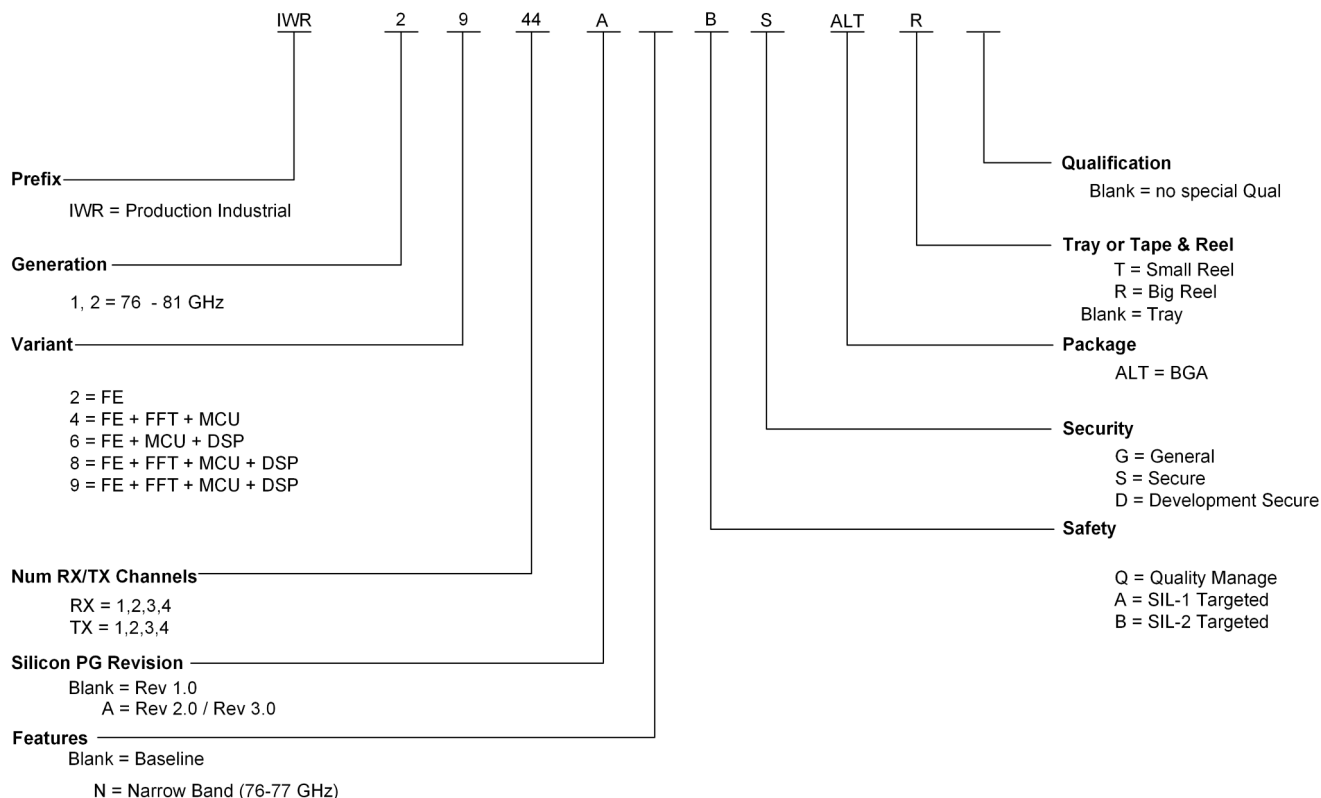 IWR 2 9 44 A B S ALT R
Prefix
IWR = Production Industrial
Generation
1, 2 = 76 - 81 GHz
Variant
2 = FE
4 = FE + FFT + MCU
6 = FE + MCU + DSP
8 = FE + FFT + MCU + DSP
9 = FE + FFT + MCU + DSP
Num RX/TX Channels
RX = 1,2,3,4
TX = 1,2,3,4
Silicon PG Revision
Blank = Rev 1.0
A = Rev 2.0 / Rev 3.0
Features
Blank = Baseline
N = Narrow Band (76-77 GHz)
Qualification
Blank = no special Qual
Tray or Tape & Reel
T = Small Reel
R = Big Reel
Blank = Tray
Package
ALT = BGA
Security
G = General
S = Secure
D = Development Secure
Safety
Q = Quality Manage
A = SIL-1 Targeted
B = SIL-2 Targeted